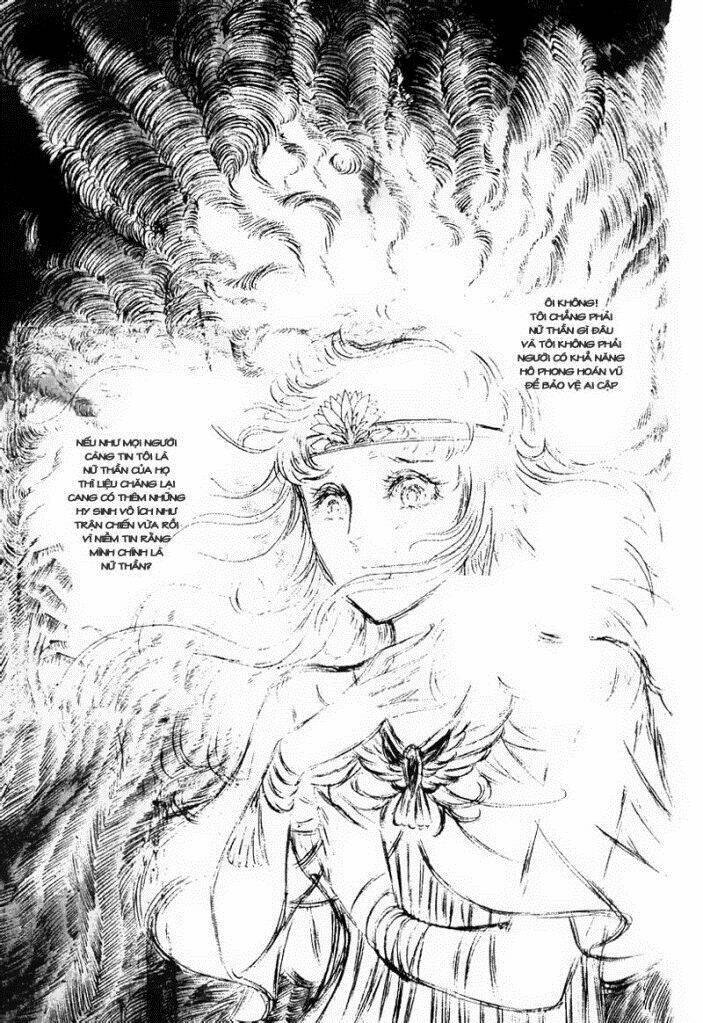 ÔI KHÔNG!
TÔI CHẲNG PHẢI
NỮ THẦN GÌ ĐÂU
VÀ TÔI KHÔNG PHẢI
NGƯỜI CÓ KHẢ NĂNG
HÔ PHONG HOÁN VŨ
ĐỂ BẢO VỆ AI CẬP
NẾU NHƯ MỌI NGƯỜI
CÀNG TIN TÔI LÀ
NỮ THẦN CỦA HỌ
THÌ LIỆU CHĂNG LẠI
CANG CÓ THÊM NHỮNG
HY SINH VÔ ÍCH NHƯ
TRẬN CHIẾN VỪA RỒI
VÌ NIỀM TIN RẰNG
MÌNH CHÍNH LÀ
NỮ THẦN?